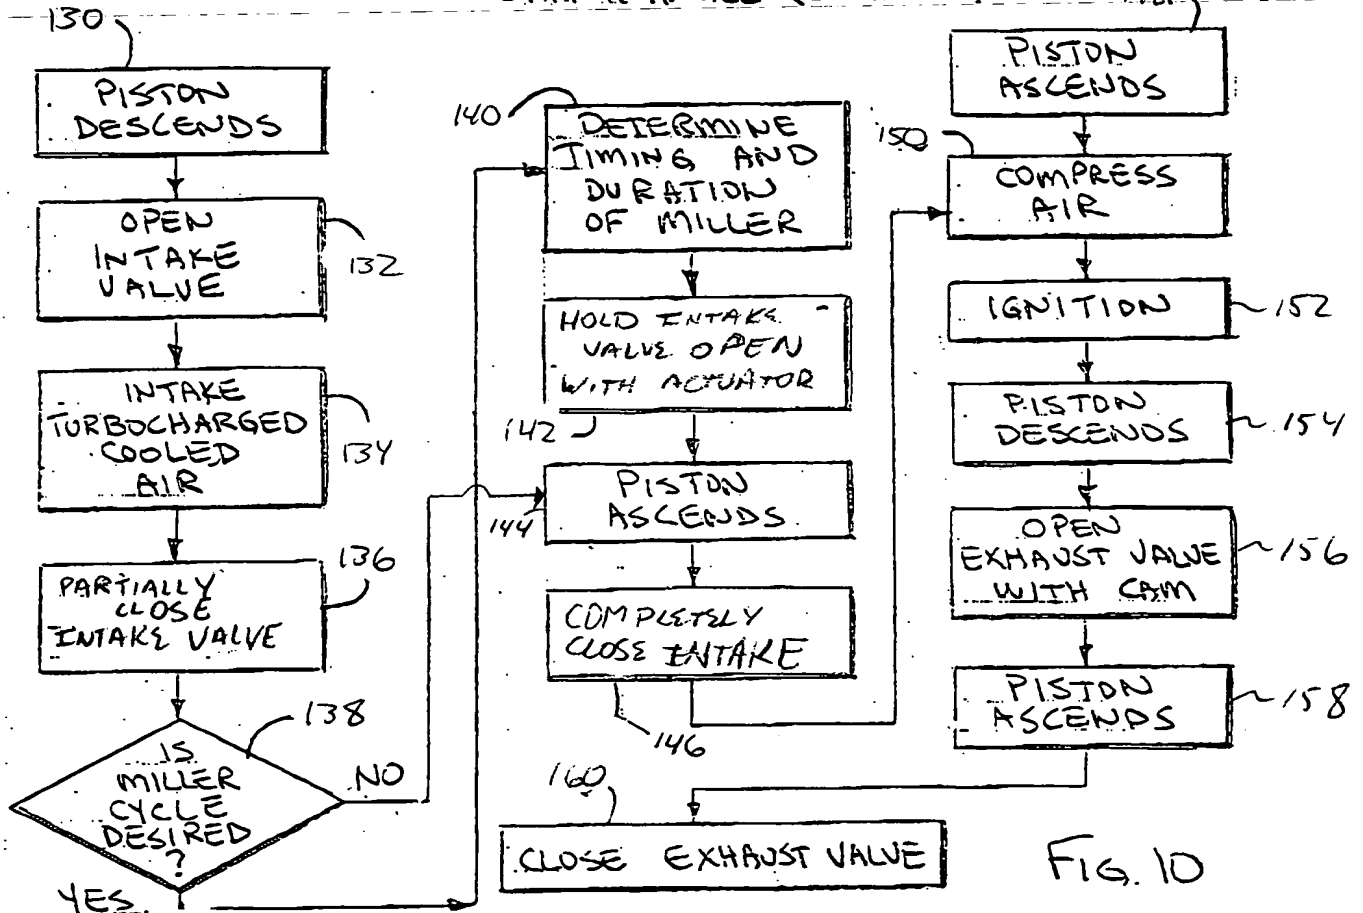 130
PISTON
DESCENDS
OPEN
INTAKE
VALVE
132
INTAKE
TURBOCHARGED
COOLED
AIR
134
PARTIALLY
CLOSE
INTAKE VALVE
136
138
IS
MILLER
CYCLE
DESIRED
?
NO
YES
140
DETERMINE
TIMING AND
DURATION
OF MILLER
HOLD INTAKE
VALVE OPEN
WITH ACTUATOR
142
PISTON
ASCENDS
144
COMPLETELY
CLOSE INTAKE
146
PISTON
ASCENDS
150
COMPRESS
AIR
IGNITION
152
PISTON
DESCENDS
154
OPEN
EXHAUST VALVE
WITH CAM
156
PISTON
ASCENDS
158
160
CLOSE EXHAUST VALVE
FIG. 10